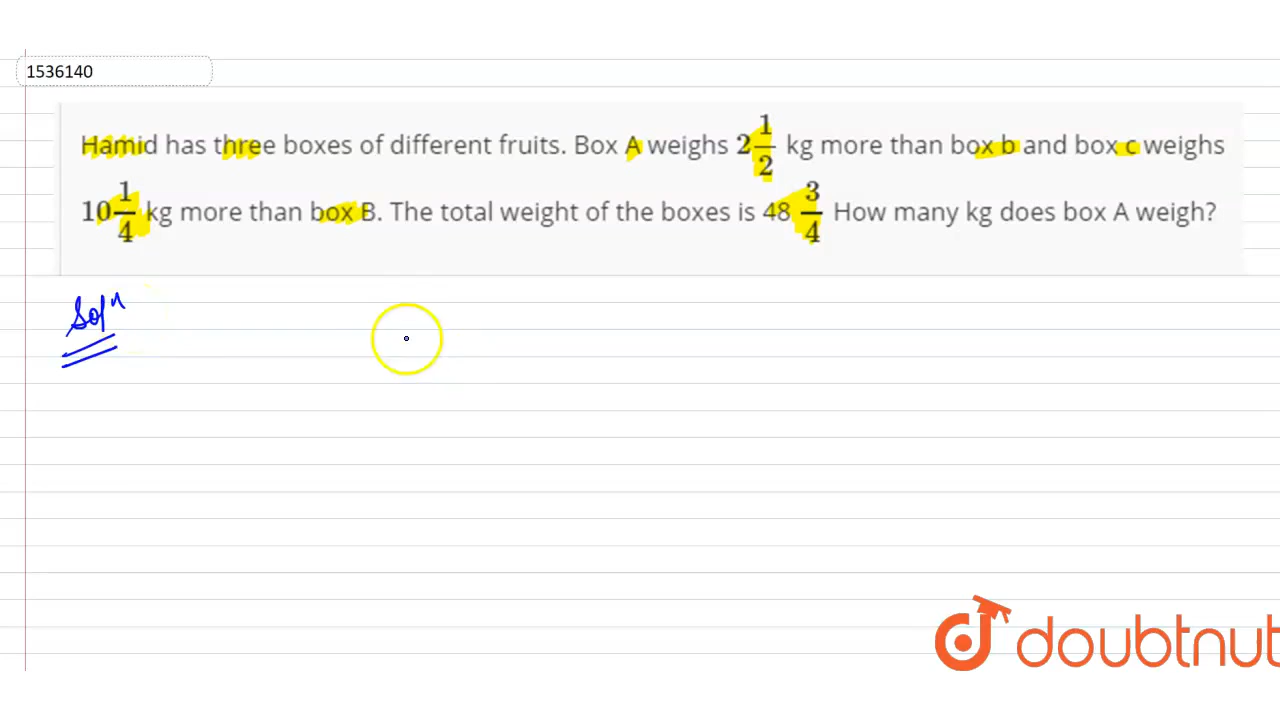 1536140
Hamid has three boxes of different fruits. Box A weighs 2 1/2 kg more than box b and box c weighs
10 1/4 kg more than box B. The total weight of the boxes is 48 3/4 How many kg does box A weigh?
Solⁿ
doubtnut